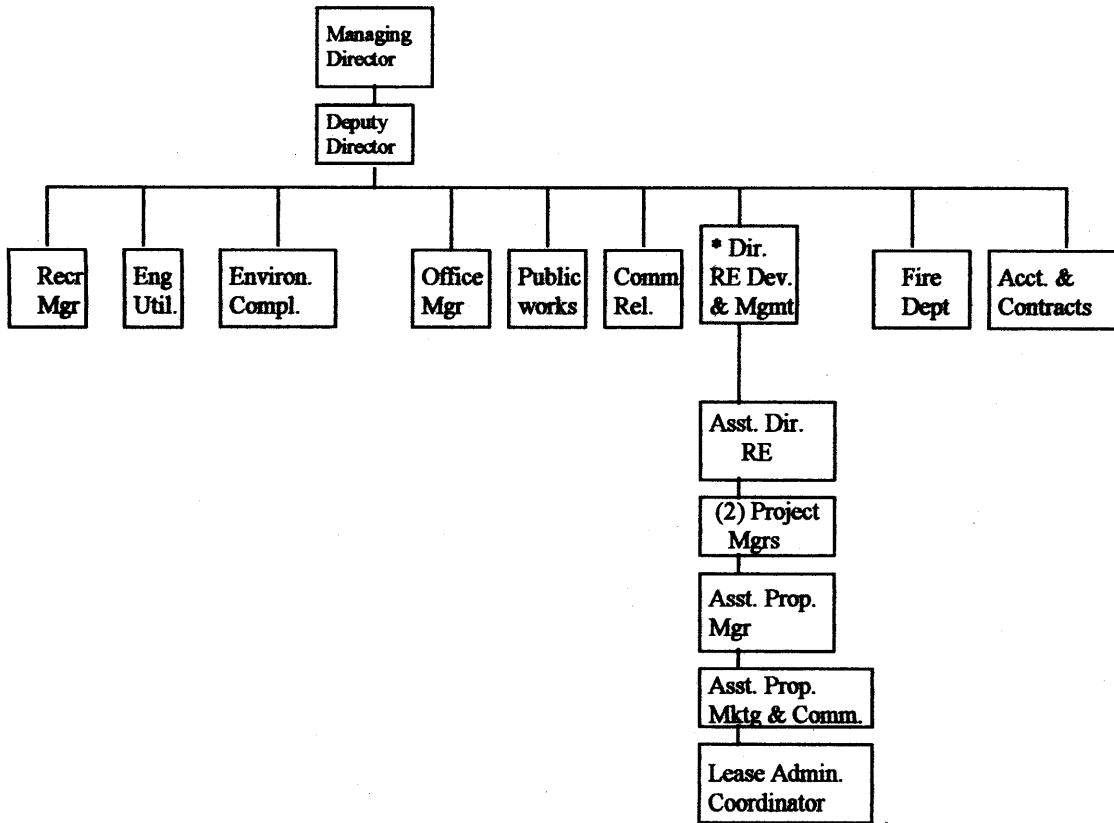 Managing
Director
Deputy
Director
Recr
Mgr
Eng
Util.
Environ.
Compl.
Office
Mgr
Public
works
Comm
Rel.
* Dir.
RE Dev.
& Mgmt
Fire
Dept
Acct. &
Contracts
Asst. Dir.
RE
(2) Project
Mgrs
Asst. Prop.
Mgr
Asst. Prop.
Mktg & Comm.
Lease Admin.
Coordinator